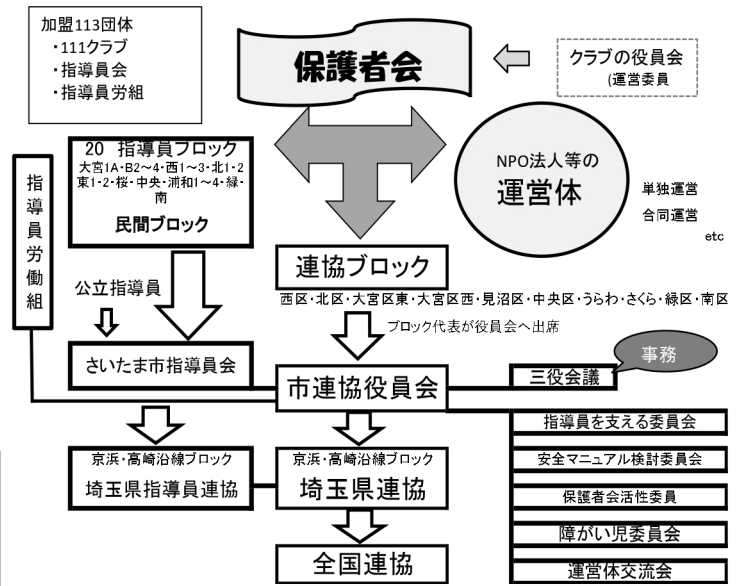 加盟113団体
・111クラブ
・指導員会
・指導員労組
保護者会
クラブの役員会
(運営委員
20 指導員ブロック
大宮1A・B2～4・西1～3・北1・2
東1・2・桜・中央・浦和1～4・緑・
南
民間ブロック
NPO法人等の
運営体
単独運営
合同運営
etc
指導員労働組
公立指導員
連協ブロック
西区・北区・大宮区東・大宮区西・見沼区・中央区・うらわ・さくら・緑区・南区
ブロック代表が役員会へ出席
さいたま市指導員会
市連協役員会
事務
三役会議
指導員を支える委員会
安全マニュアル検討委員会
保護者会活性委員
障がい児委員会
運営体交流会
京浜・高崎沿線ブロック
埼玉県指導員連協
京浜・高崎沿線ブロック
埼玉県連協
全国連協